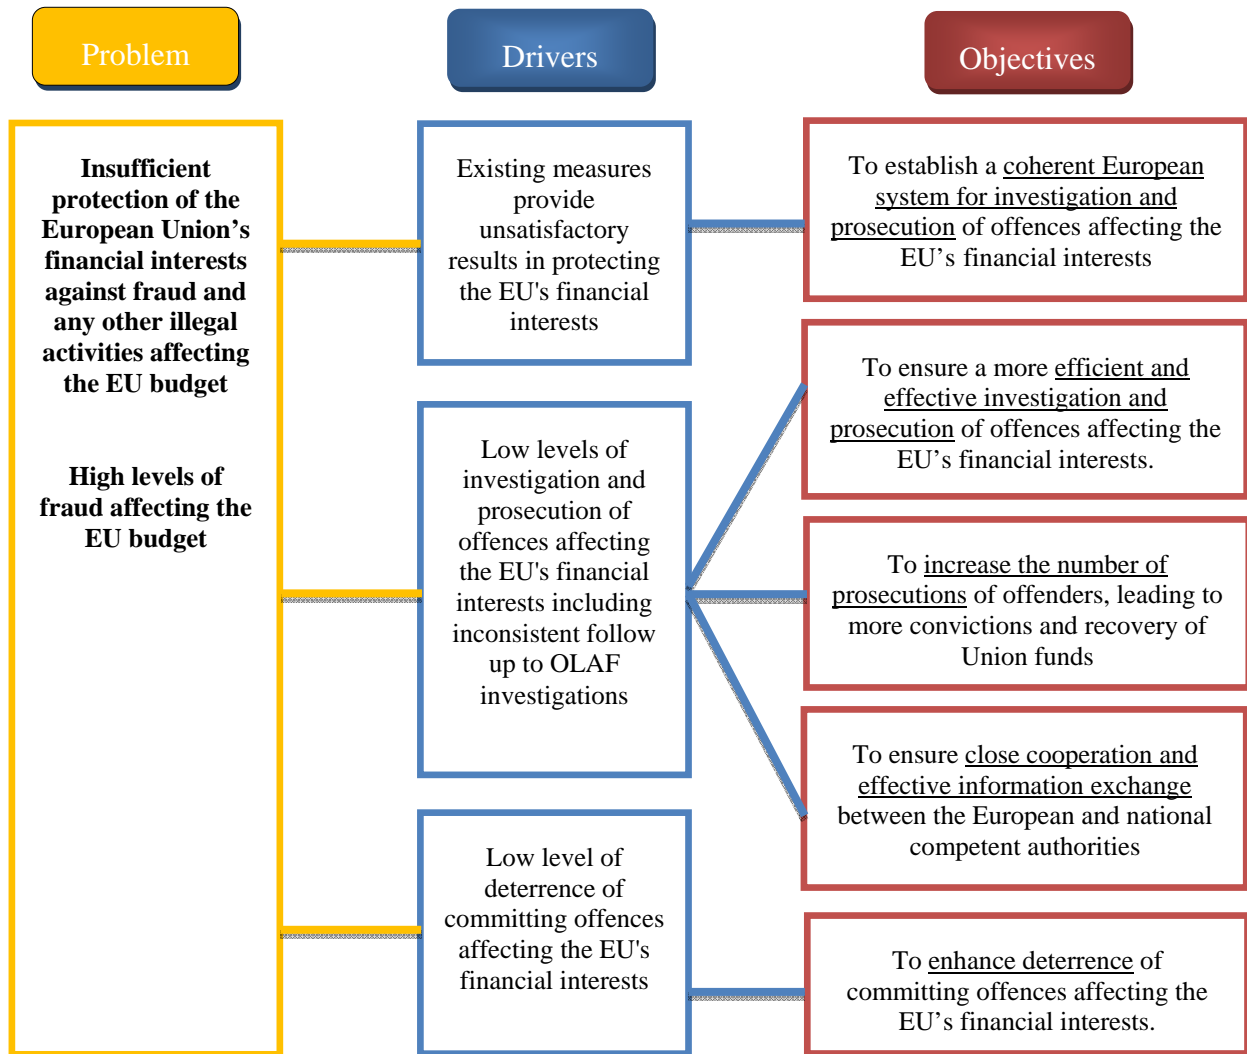 Problem
Drivers
Objectives
Insufficient
protection of the
European Union’s
financial interests
against fraud and
any other illegal
activities affecting
the EU budget
High levels of
fraud affecting the
EU budget
Existing measures
provide
unsatisfactory
results in protecting
the EU's financial
interests
Low levels of
investigation and
prosecution of
offences affecting
the EU's financial
interests including
inconsistent follow
up to OLAF
investigations
Low level of
deterrence of
committing offences
affecting the EU's
financial interests
To establish a coherent European
system for investigation and
prosecution of offences affecting the
EU’s financial interests
To ensure a more efficient and
effective investigation and
prosecution of offences affecting the
EU’s financial interests.
To increase the number of
prosecutions of offenders, leading to
more convictions and recovery of
Union funds
To ensure close cooperation and
effective information exchange
between the European and national
competent authorities
To enhance deterrence of
committing offences affecting the
EU’s financial interests.